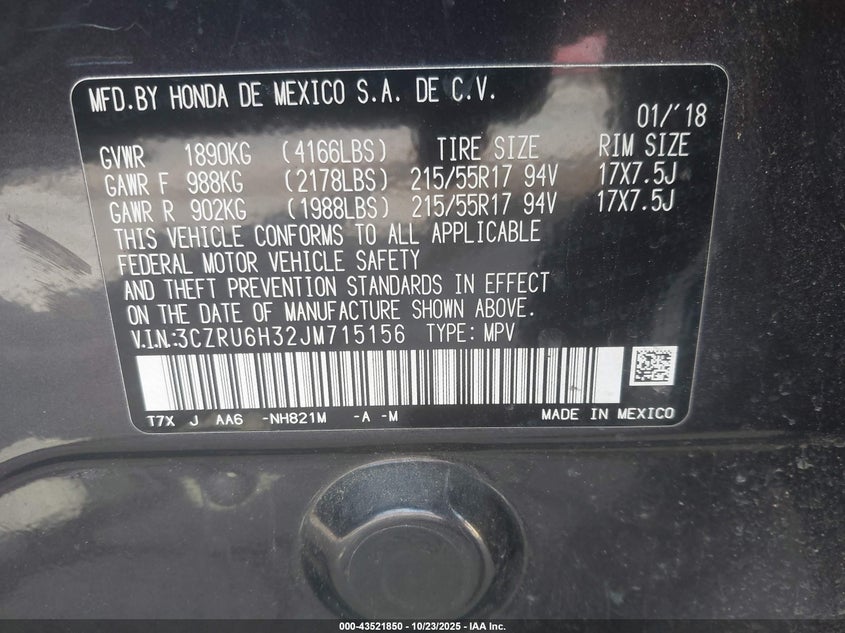 MFD.BY HONDA DE MEXICO S.A. DE C.V.
01/'18
GVWR 1890KG (4166LBS) TIRE SIZE RIM SIZE
GAWR F 988KG (2178LBS) 215/55R17 94V 17X7.5J
GAWR R 902KG (1988LBS) 215/55R17 94V 17X7.5J
THIS VEHICLE CONFORMS TO ALL APPLICABLE
FEDERAL MOTOR VEHICLE SAFETY
AND THEFT PREVENTION STANDARDS IN EFFECT
ON THE DATE OF MANUFACTURE SHOWN ABOVE.
V.I.N:3CZRU6H32JM715156 TYPE: MPV
T7X J AA6 -NH821M -A -M MADE IN MEXICO
000-43521850 | 10/23/2025 - IAA Inc.